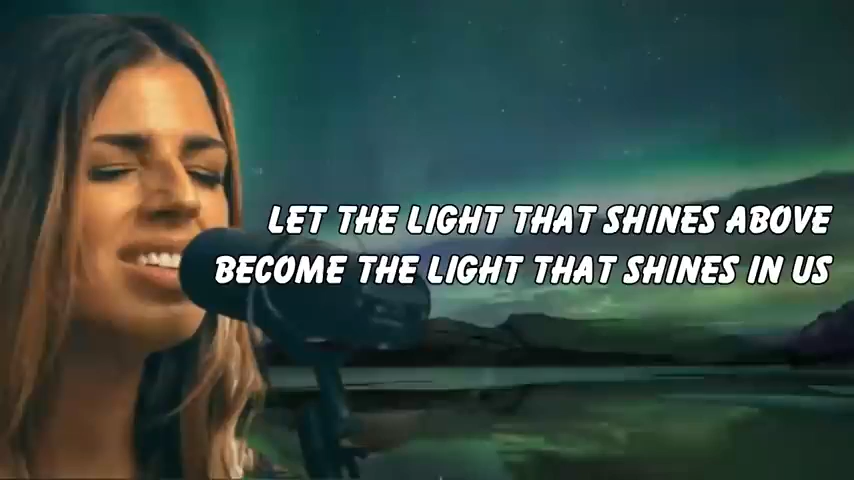 LET THE LIGHT THAT SHINES ABOVE
BECOME THE LIGHT THAT SHINES IN US